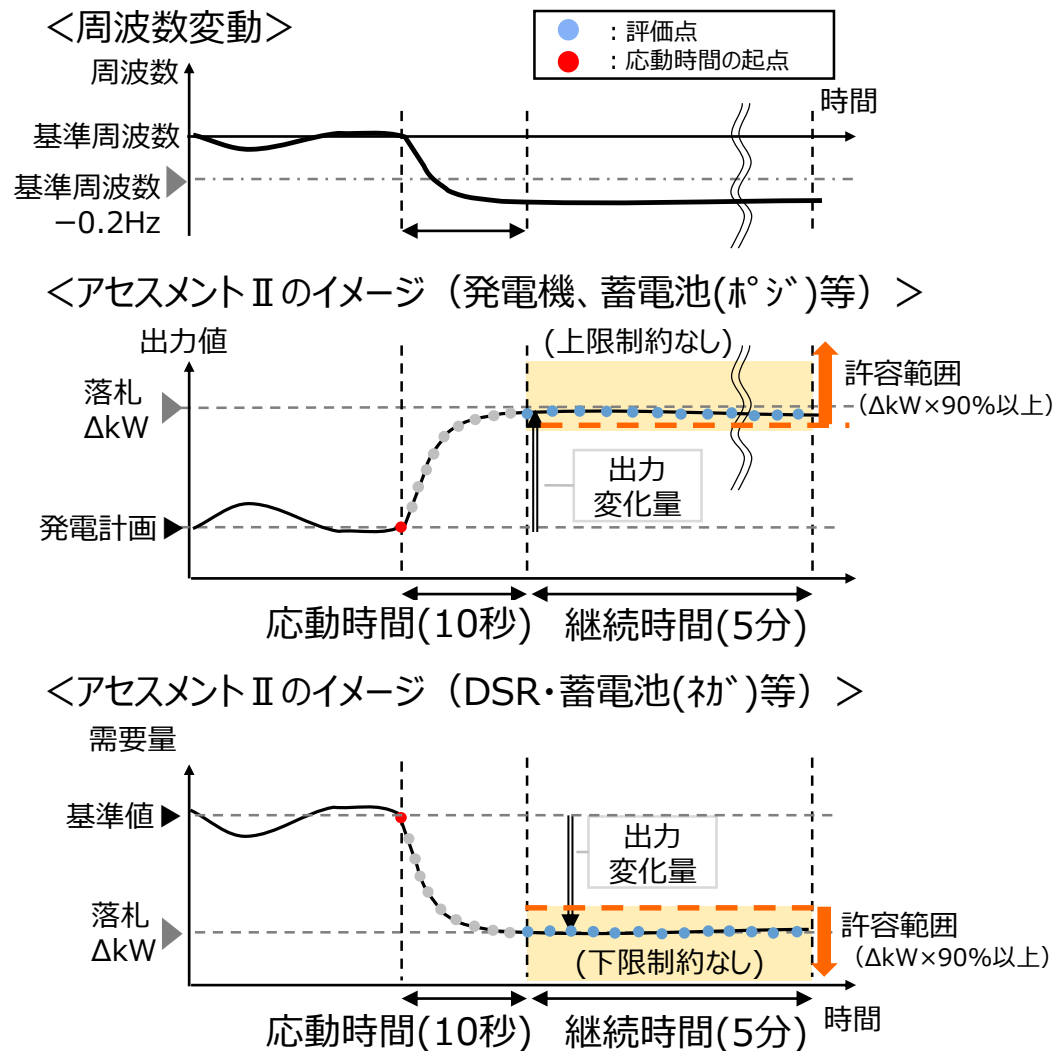 ＜周波数変動＞
：評価点
：応動時間の起点
周波数
時間
基準周波数
基準周波数
－0.2Hz
＜アセスメントⅡのイメージ（発電機、蓄電池(ﾎﾟｼﾞ)等）＞
出力値
(上限制約なし)
落札
ΔkW
許容範囲
（ΔkW×90%以上）
出力
変化量
発電計画
応動時間(10秒)
継続時間(5分)
＜アセスメントⅡのイメージ（DSR・蓄電池(ﾈｶﾞ)等）＞
需要量
基準値
出力
変化量
落札
ΔkW
許容範囲
（ΔkW×90%以上）
(下限制約なし)
応動時間(10秒)
継続時間(5分)
時間